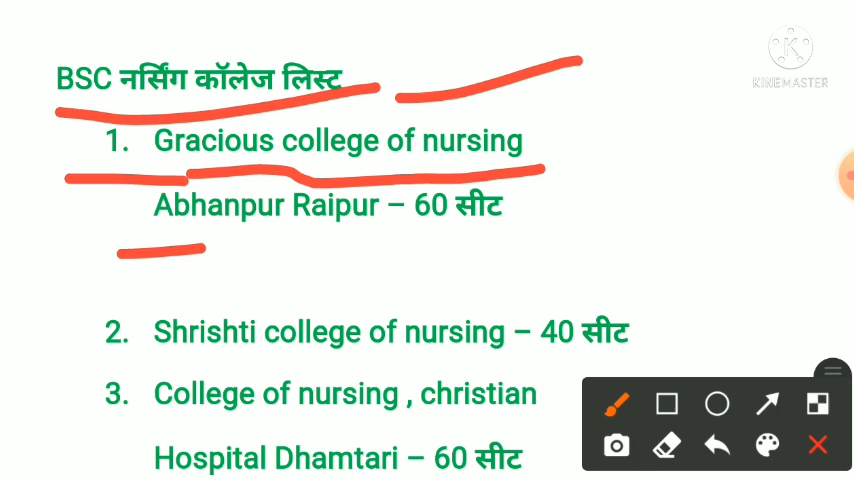 BSC नर्सिंग कॉलेज लिस्ट
KINEMASTER
1. Gracious college of nursing
Abhanpur Raipur – 60 सीट
2. Shrishti college of nursing – 40 सीट
3. College of nursing , christian
Hospital Dhamtari – 60 सीट